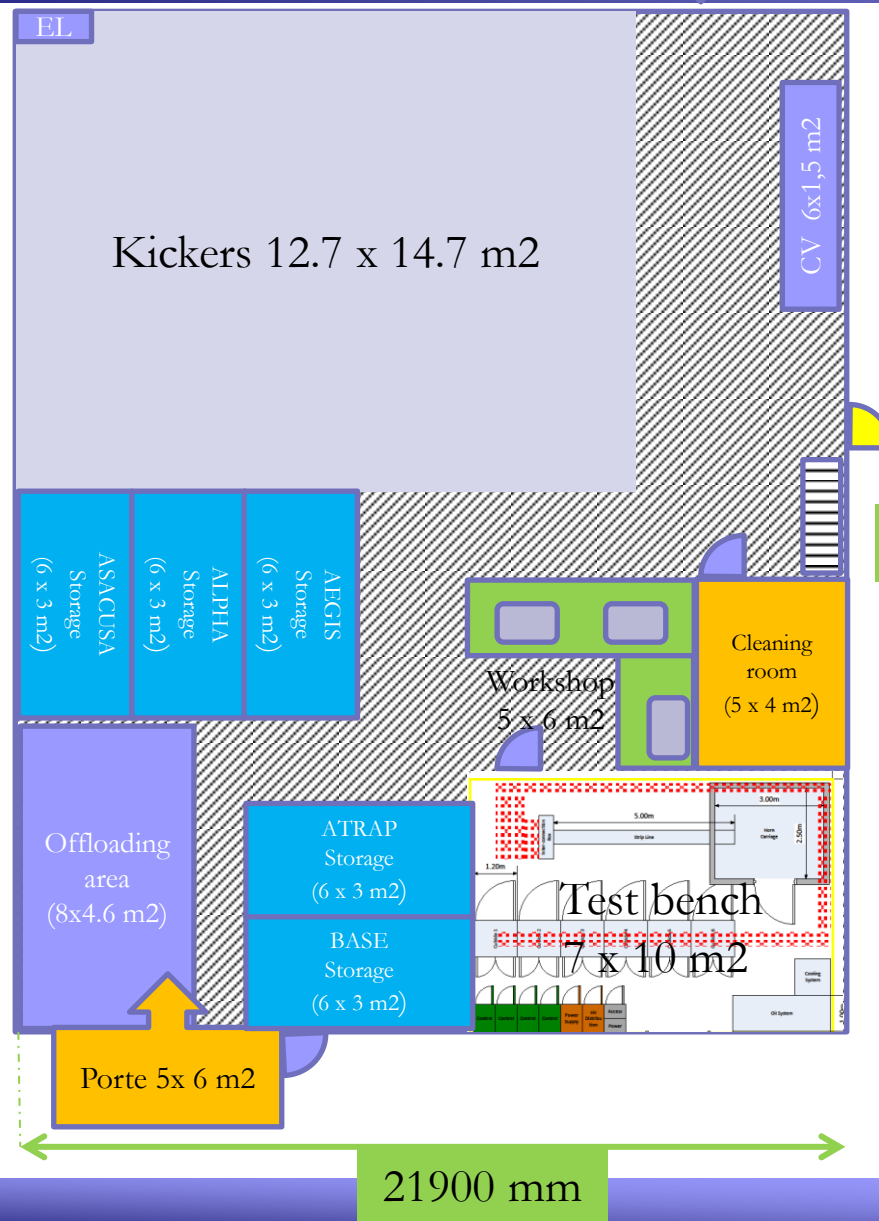 EL
Kickers 12.7 x 14.7 m2
CV 6x1,5 m2
ASACUSA
Storage
(6 x 3 m2)
ALPHA
Storage
(6 x 3 m2)
AEGIS
Storage
(6 x 3 m2)
Workshop
5 x 6 m2
Cleaning
room
(5 x 4 m2)
Offloading
area
(8x4.6 m2)
ATRAP
Storage
(6 x 3 m2)
BASE
Storage
(6 x 3 m2)
3.00m
5.00m
Strip Line
Horn
Carriage
2.50m
1.20m
Test bench
7 x 10 m2
Cooling
System
Oil System
Control
Control
Control
Control
Power
Supply
Access
Power
Porte 5x 6 m2
21900 mm